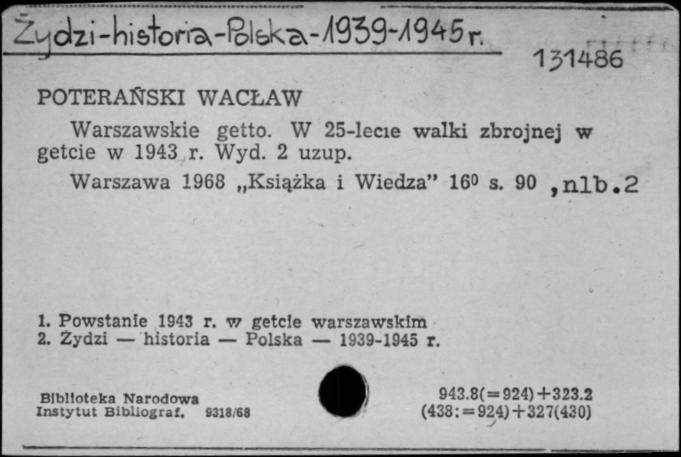 Żydzi-historia-Polska-1939-1945 r.
131486
POTERAŃSKI WACŁAW
Warszawskie getto. W 25-lecie walki zbrojnej w
getcie w 1943 r. Wyd. 2 uzup.
Warszawa 1968 „Książka i Wiedza” 16⁰ s. 90 , nlb. 2
1. Powstanie 1943 r. w getcie warszawskim
2. Żydzi — historia — Polska — 1939-1945 r.
Biblioteka Narodowa 943.8(=924)+323.2
Instytut Bibliograf. 9318/68 (438:=924)+327(430)